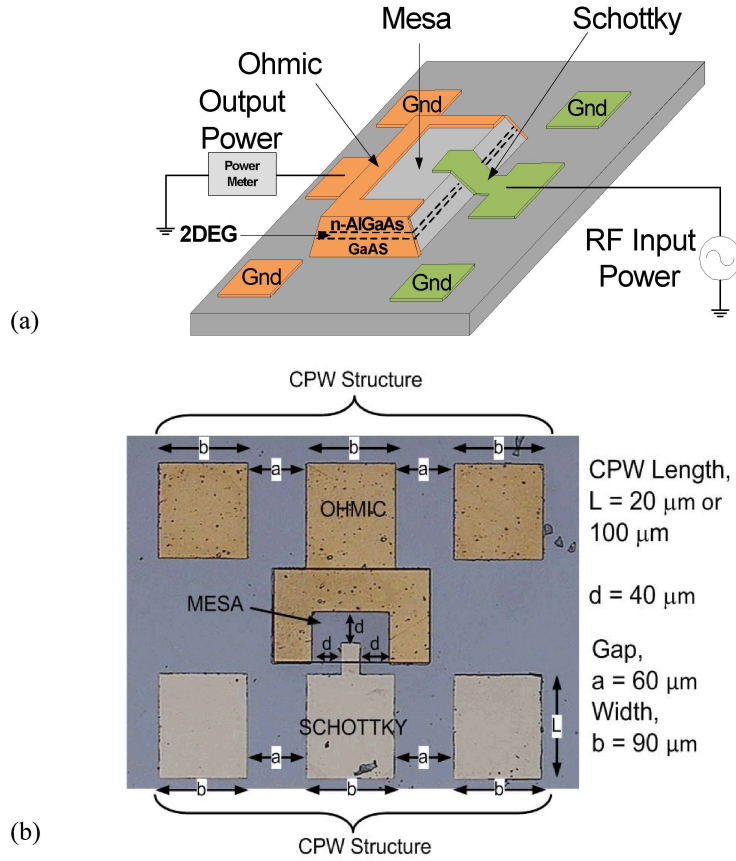 Mesa
Schottky
Ohmic
Output
Power
Gnd
Gnd
Power
Meter
n-AlGaAs
2DEG
GaAS
RF Input
Power
Gnd
Gnd
(a)
CPW Structure
b
b
b
a
a
OHMIC
CPW Length,
L = 20 μm or
100 μm
MESA
d
d = 40 μm
d
d
Gap,
a = 60 μm
Width,
b = 90 μm
SCHOTTKY
L
a
a
b
b
b
(b)
CPW Structure